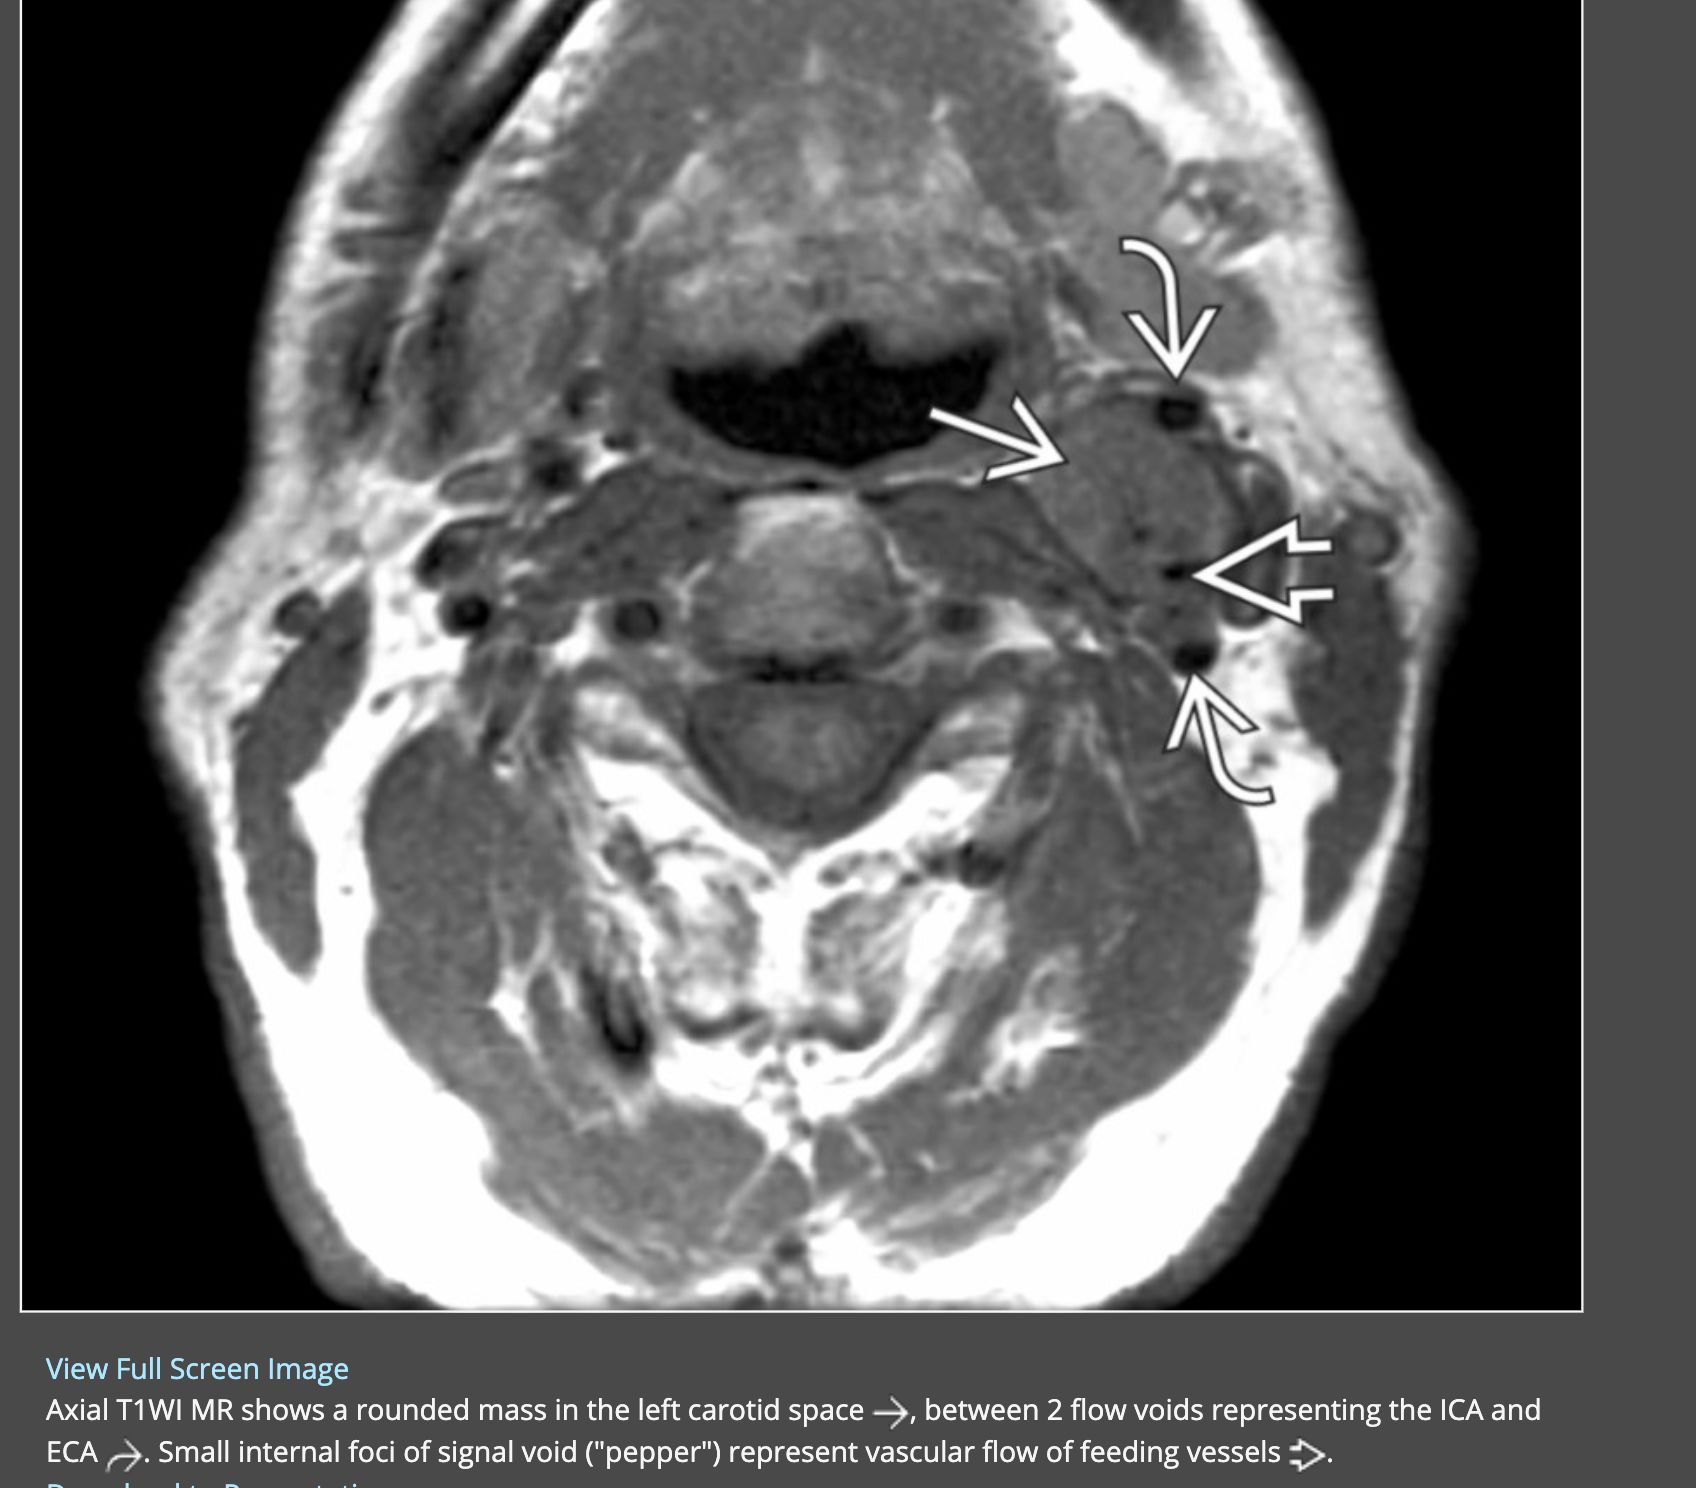 View Full Screen Image
Axial T1WI MR shows a rounded mass in the left carotid space →, between 2 flow voids representing the ICA and
ECA ↷. Small internal foci of signal void ("pepper") represent vascular flow of feeding vessels ⇨.